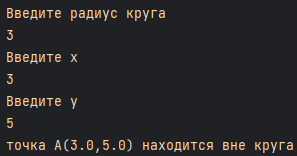 Введите радиус круга
3
Введите x
3
Введите y
5
точка A(3.0,5.0) находится вне круга